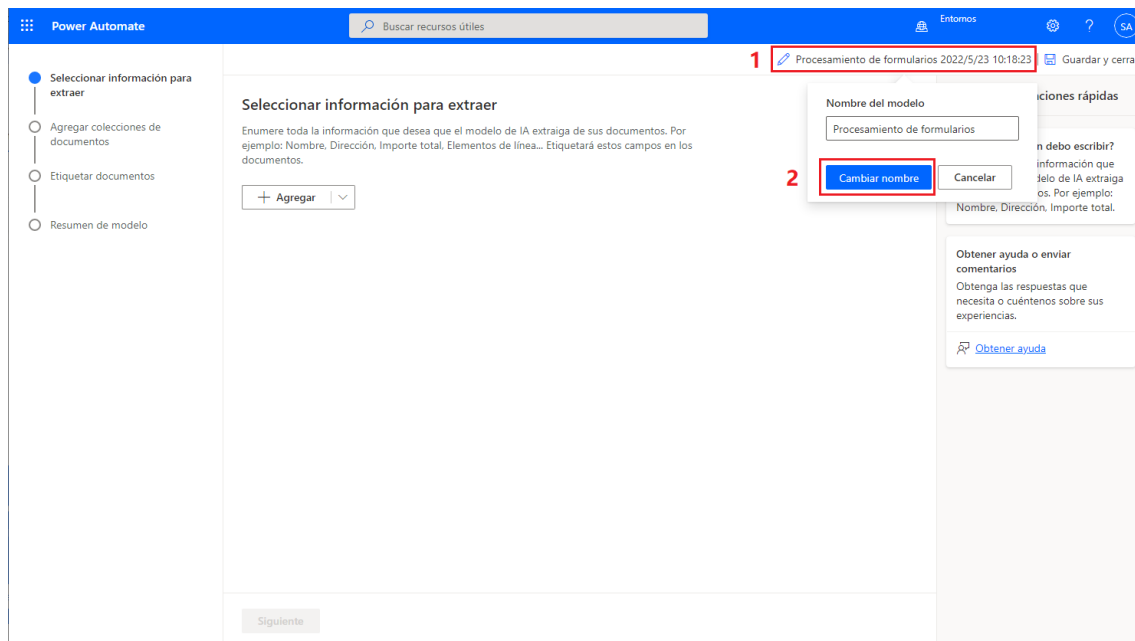 Power Automate
Buscar recursos útiles
Entornos
SA
1
Procesamiento de formularios 2022/5/23 10:18:23
Guardar y cerra
Seleccionar información para
extraer
Agregar colecciones de
documentos
Etiquetar documentos
Resumen de modelo
Seleccionar información para extraer
Enumere toda la información que desea que el modelo de IA extraiga de sus documentos. Por
ejemplo: Nombre, Dirección, Importe total, Elementos de línea... Etiquetará estos campos en los
documentos.
Agregar
Nombre del modelo
Procesamiento de formularios
2
Cambiar nombre
Cancelar
ciones rápidas
n debo escribir?
información que
delo de IA extraiga
os. Por ejemplo:
Nombre, Dirección, Importe total.
Obtener ayuda o enviar
comentarios
Obtenga las respuestas que
necesita o cuéntenos sobre sus
experiencias.
Obtener ayuda
Siguiente